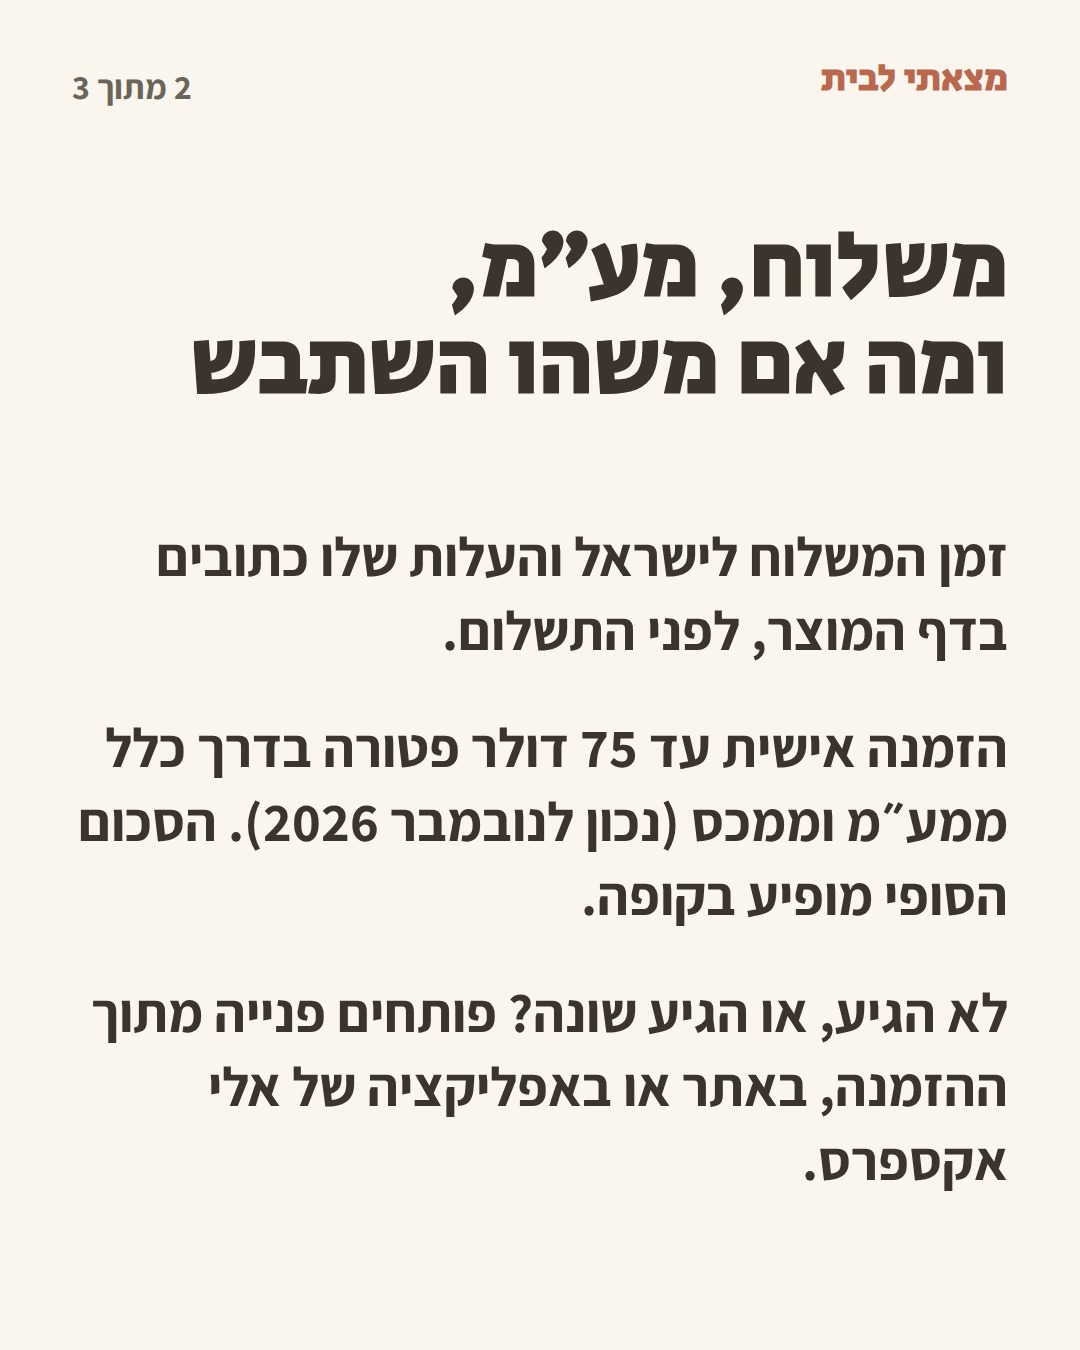 מצאתי לבית
2 מתוך 3
משלוח, מע״מ,
ומה אם משהו השתבש
זמן המשלוח לישראל והעלות שלו כתובים
בדף המוצר, לפני התשלום.
הזמנה אישית עד 75 דולר פטורה בדרך כלל
ממע״מ וממכס (נכון לנובמבר 2026). הסכום
הסופי מופיע בקופה.
לא הגיע, או הגיע שונה? פותחים פנייה מתוך
ההזמנה, באתר או באפליקציה של אלי
אקספרס.